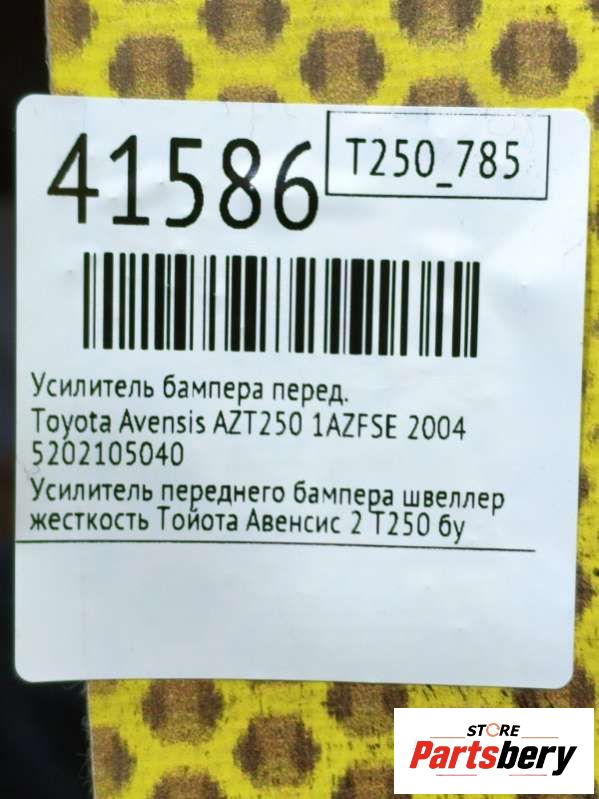 41586
T250_785
Усилитель бампера перед.
Toyota Avensis AZT250 1AZFSE 2004
5202105040
Усилитель переднего бампера швеллер
жесткость Тойота Авенсис 2 T250 бу
STORE
Partsbery